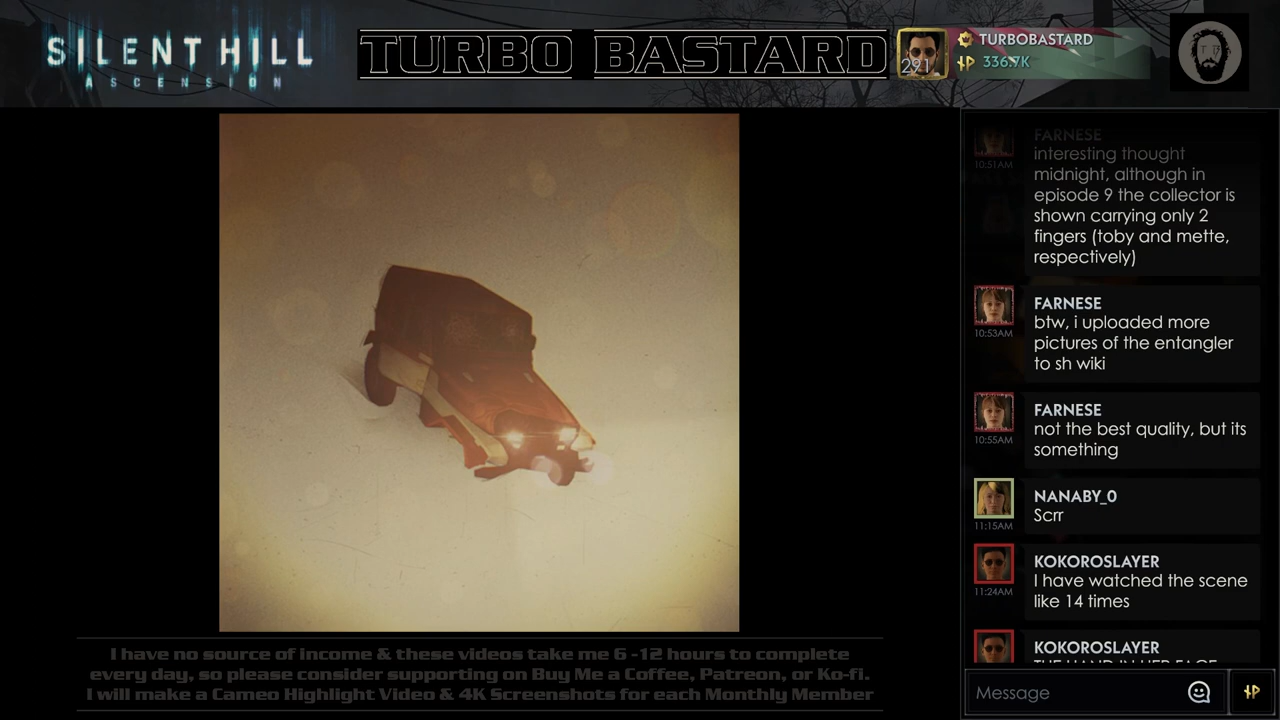 SILENT HILL
ASCENSION
TURBO BASTARD
291
TURBOBASTARD
336.7K
FARNESE
10:51AM
interesting thought
midnight, although in
episode 9 the collector is
shown carrying only 2
fingers (toby and mette,
respectively)
FARNESE
10:53AM
btw, i uploaded more
pictures of the entangler
to sh wiki
FARNESE
10:55AM
not the best quality, but its
something
NANABY_0
11:15AM
Scrr
KOKOROSLAYER
11:24AM
I have watched the scene
like 14 times
KOKOROSLAYER
THE HAND IN HER FACE
Message
I have no source of income & these videos take me 6 -12 hours to complete
every day, so please consider supporting on Buy Me a Coffee, Patreon, or Ko-fi.
I will make a Cameo Highlight Video & 4K Screenshots for each Monthly Member